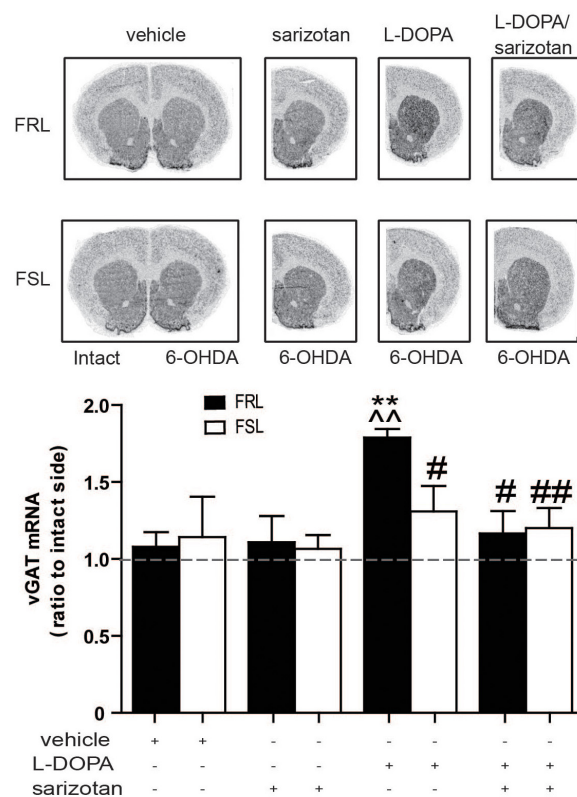 vehicle sarizotan L-DOPA L-DOPA/
sarizotan
FRL
FSL
Intact 6-OHDA 6-OHDA 6-OHDA 6-OHDA
FRL
FSL
vGAT mRNA
(ratio to intact side)
2.0
1.5
1.0
0.5
0
**
^^
#
#
##
vehicle + + - - - - - -
L-DOPA - - - - + + + +
sarizotan - - + + - - + +